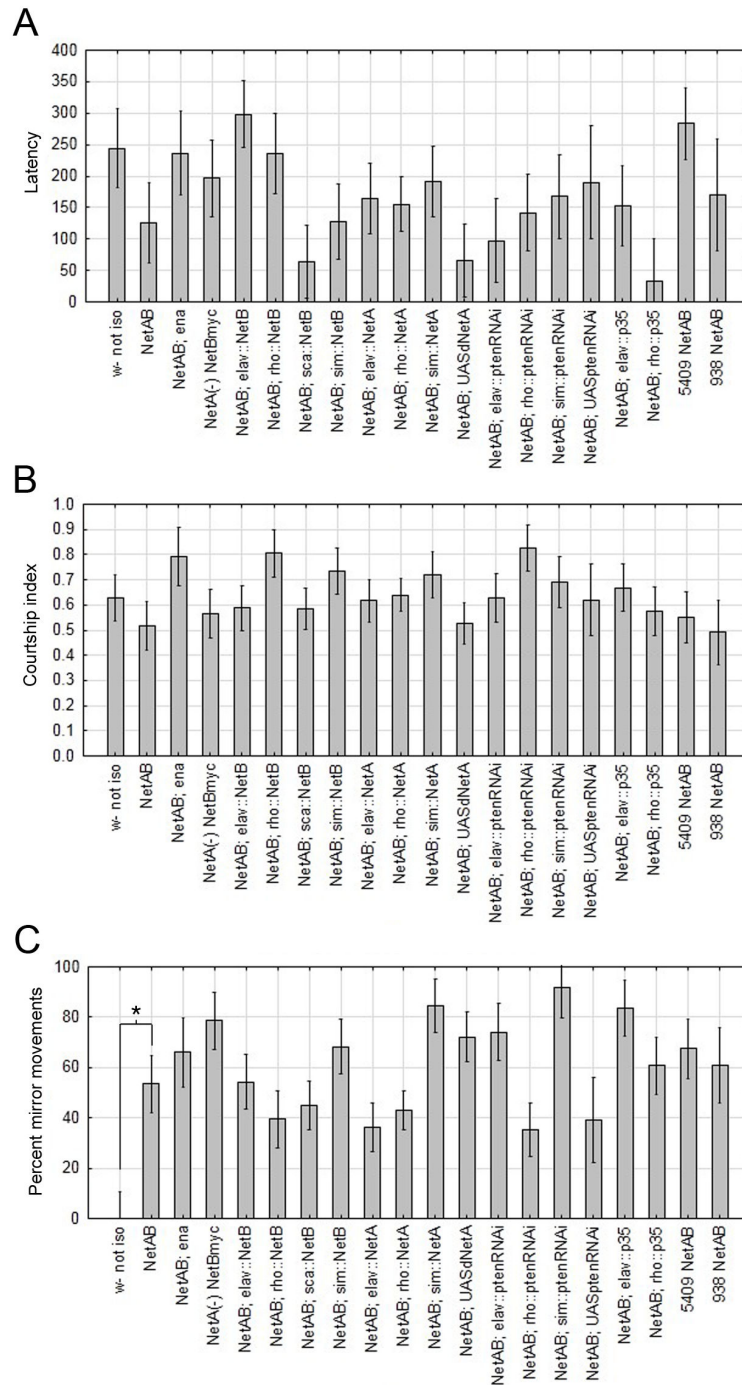 A
Latency
400
350
300
250
200
150
100
50
0
w- not iso
NetAB
NetAB; ena
NetA(-) NetBmyc
NetAB; elav::NetB
NetAB; rho::NetB
NetAB; sca::NetB
NetAB; sim::NetB
NetAB; elav::NetA
NetAB; rho::NetA
NetAB; sim::NetA
NetAB; UASdNetA
NetAB; elav::ptenRNAi
NetAB; rho::ptenRNAi
NetAB; sim::ptenRNAi
NetAB; UASptenRNAi
NetAB; elav::p35
NetAB; rho::p35
5409 NetAB
938 NetAB
B
Courtship index
1.0
0.9
0.8
0.7
0.6
0.5
0.4
0.3
0.2
0.1
0.0
w- not iso
NetAB
NetAB; ena
NetA(-) NetBmyc
NetAB; elav::NetB
NetAB; rho::NetB
NetAB; sca::NetB
NetAB; sim::NetB
NetAB; elav::NetA
NetAB; rho::NetA
NetAB; sim::NetA
NetAB; UASdNetA
NetAB; elav::ptenRNAi
NetAB; rho::ptenRNAi
NetAB; sim::ptenRNAi
NetAB; UASptenRNAi
NetAB; elav::p35
NetAB; rho::p35
5409 NetAB
938 NetAB
C
Percent mirror movements
100
80
60
40
20
0
*
w- not iso
NetAB
NetAB; ena
NetA(-) NetBmyc
NetAB; elav::NetB
NetAB; rho::NetB
NetAB; sca::NetB
NetAB; sim::NetB
NetAB; elav::NetA
NetAB; rho::NetA
NetAB; sim::NetA
NetAB; UASdNetA
NetAB; elav::ptenRNAi
NetAB; rho::ptenRNAi
NetAB; sim::ptenRNAi
NetAB; UASptenRNAi
NetAB; elav::p35
NetAB; rho::p35
5409 NetAB
938 NetAB